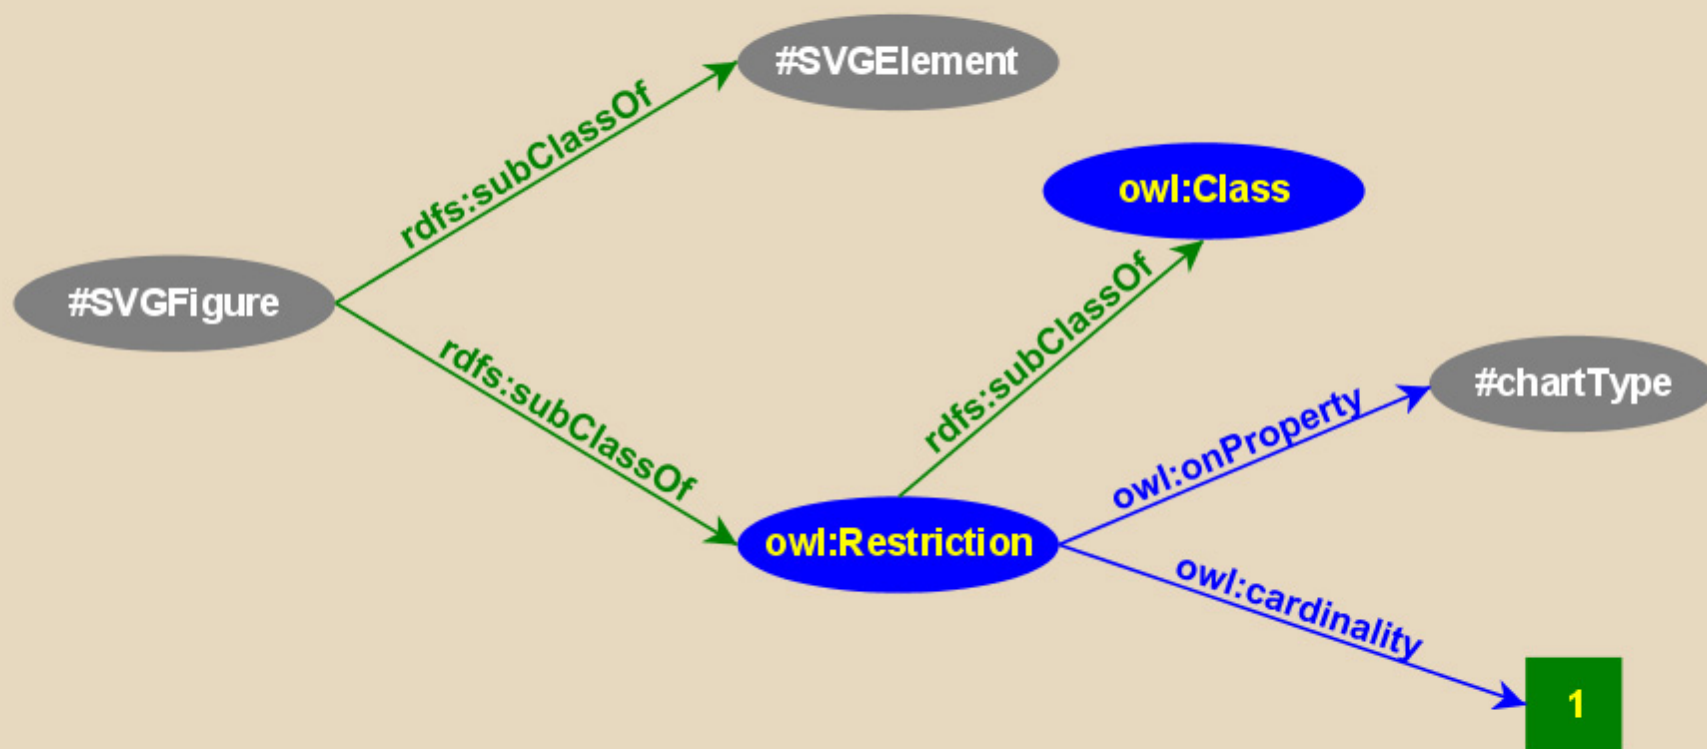 #SVGElement
rdfs:subClassOf
owl:Class
#SVGFigure
rdfs:subClassOf
rdfs:subClassOf
#chartType
owl:onProperty
owl:Restriction
owl:cardinality
1